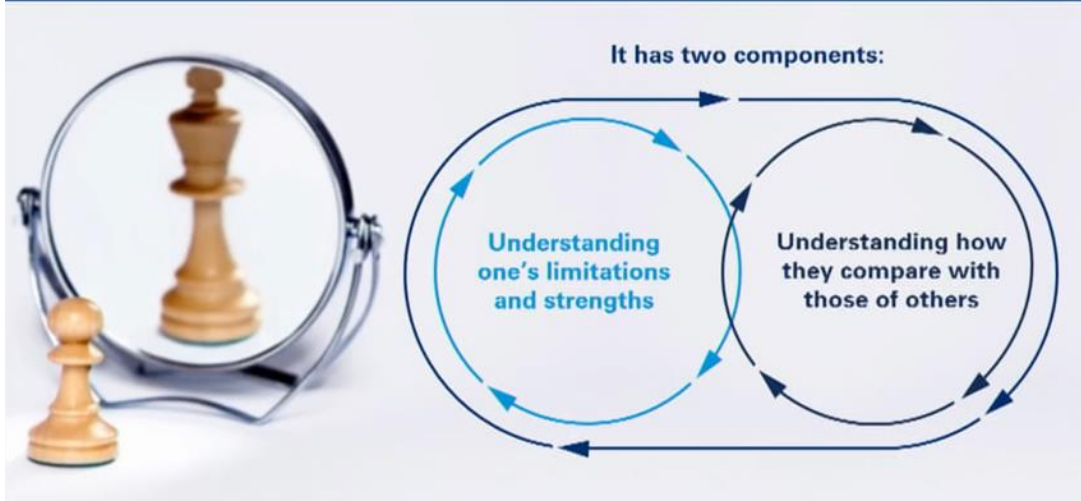 It has two components:
Understanding
one's limitations
and strengths
Understanding how
they compare with
those of others